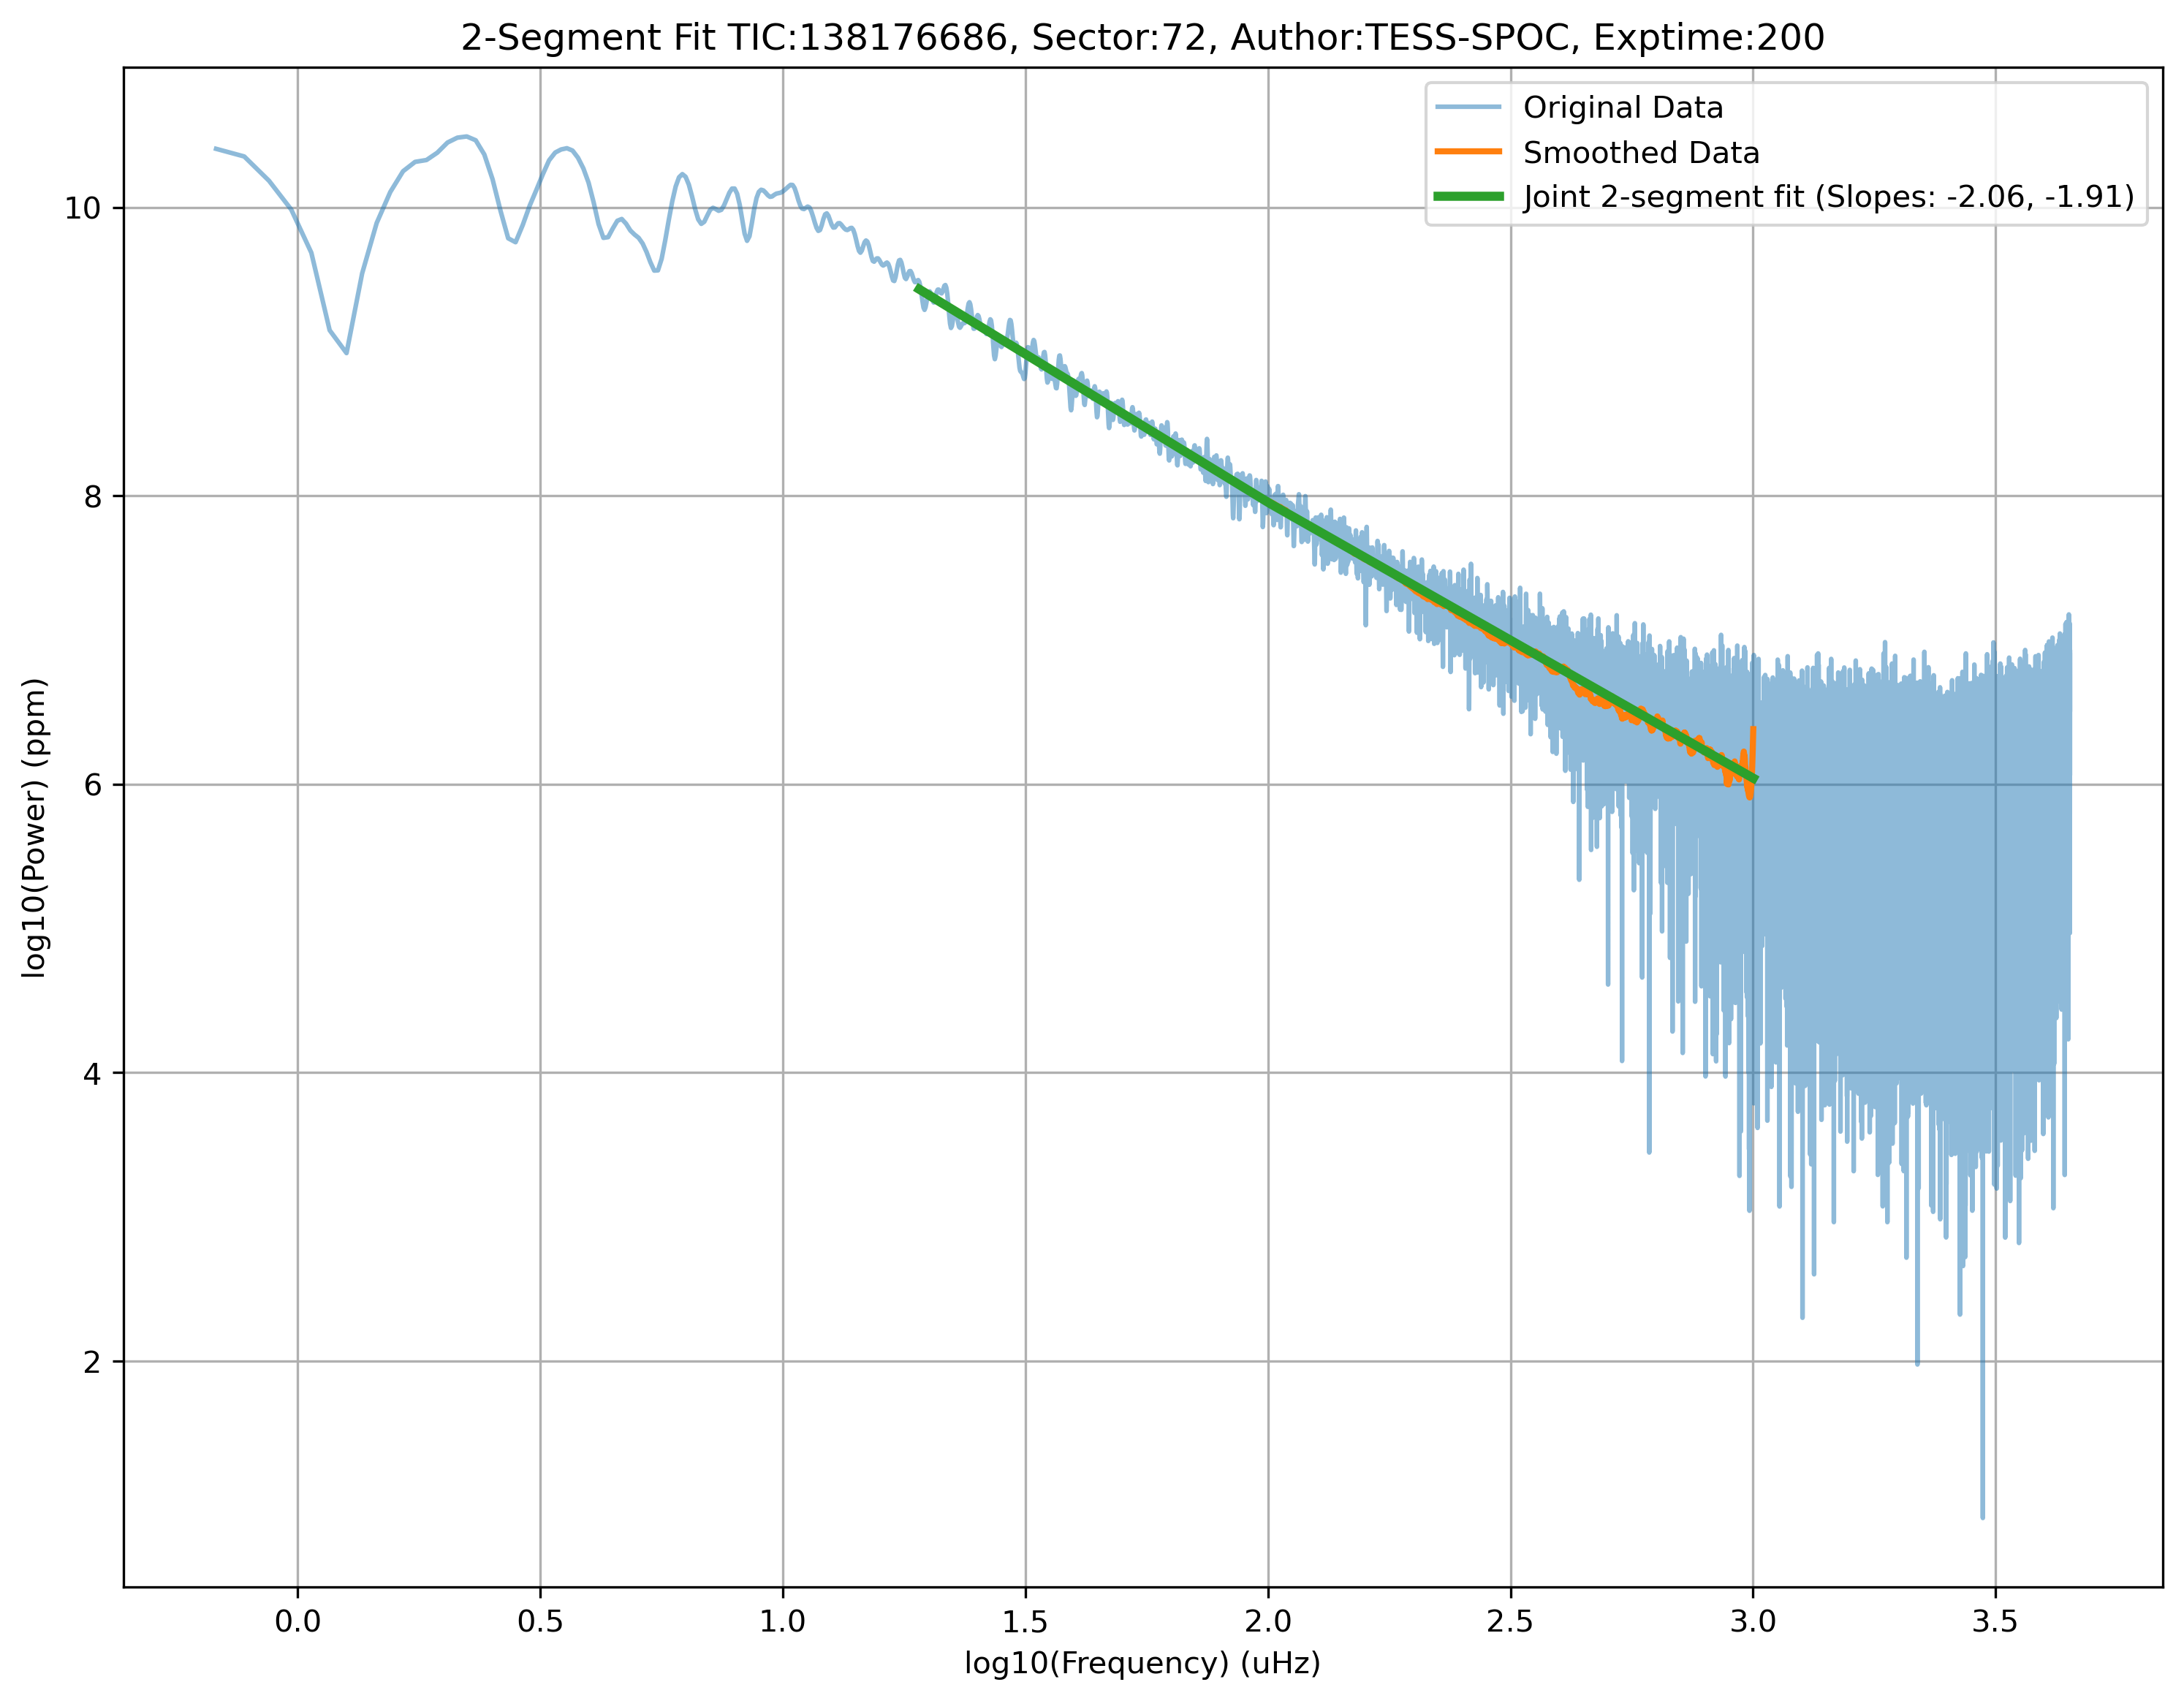 2-Segment Fit TIC:138176686, Sector:72, Author:TESS-SPOC, Exptime:200
Original Data
Smoothed Data
Joint 2-segment fit (Slopes: -2.06, -1.91)
log10(Power) (ppm)
10
8
6
4
2
0.0 0.5 1.0 1.5 2.0 2.5 3.0 3.5
log10(Frequency) (uHz)